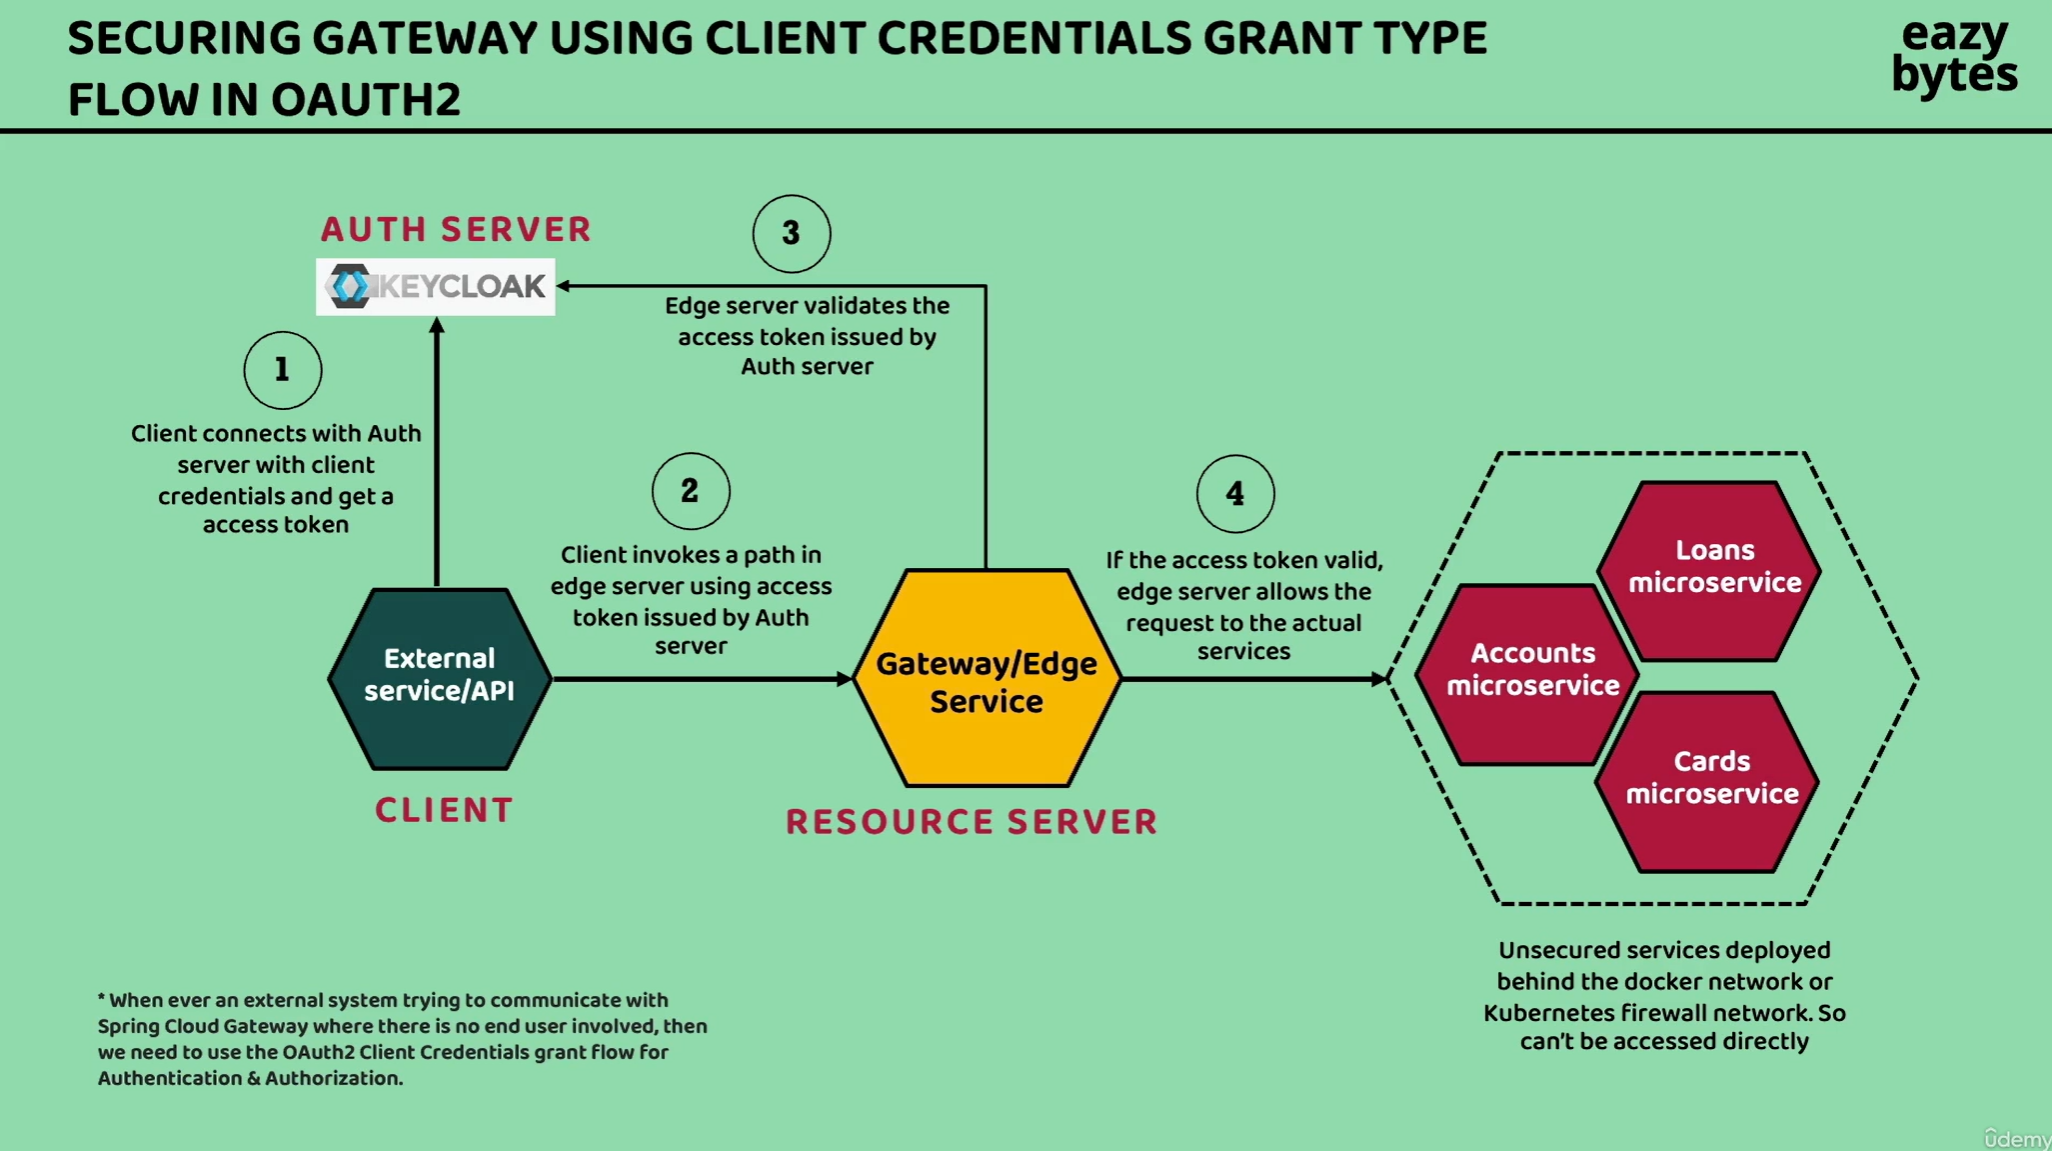 SECURING GATEWAY USING CLIENT CREDENTIALS GRANT TYPE
FLOW IN OAUTH2
eazy
bytes
AUTH SERVER
KEYCLOAK
3
Edge server validates the
access token issued by
Auth server
1
Client connects with Auth
server with client
credentials and get a
access token
2
Client invokes a path in
edge server using access
token issued by Auth
server
4
If the access token valid,
edge server allows the
request to the actual
services
External
service/API
CLIENT
Gateway/Edge
Service
RESOURCE SERVER
Loans
microservice
Accounts
microservice
Cards
microservice
Unsecured services deployed
behind the docker network or
Kubernetes firewall network. So
can't be accessed directly
* When ever an external system trying to communicate with
Spring Cloud Gateway where there is no end user involved, then
we need to use the OAuth2 Client Credentials grant flow for
Authentication & Authorization.
ûdemy